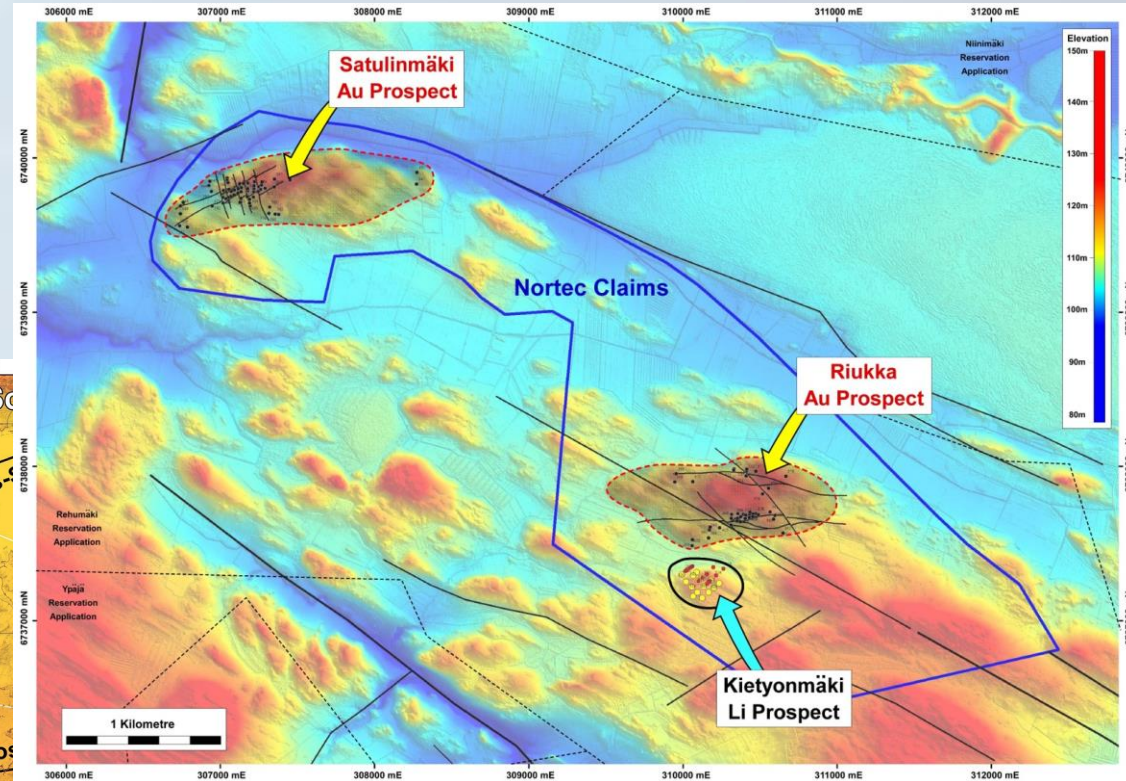 306000 mE
307000 mE
308000 mE
309000 mE
310000 mE
311000 mE
312000 mE
Niinimäki
Reservation
Application
Elevation
150m
140m
130m
120m
110m
100m
90m
80m
Satulinmäki
Au Prospect
6740000 mN
6739000 mN
6738000 mN
6737000 mN
Nortec Claims
Riukka
Au Prospect
Rehumäki
Reservation
Application
Ypäjä
Reservation
Application
Kietyonmäki
Li Prospect
1 Kilometre
306000 mE
307000 mE
308000 mE
309000 mE
310000 mE
311000 mE
312000 mE